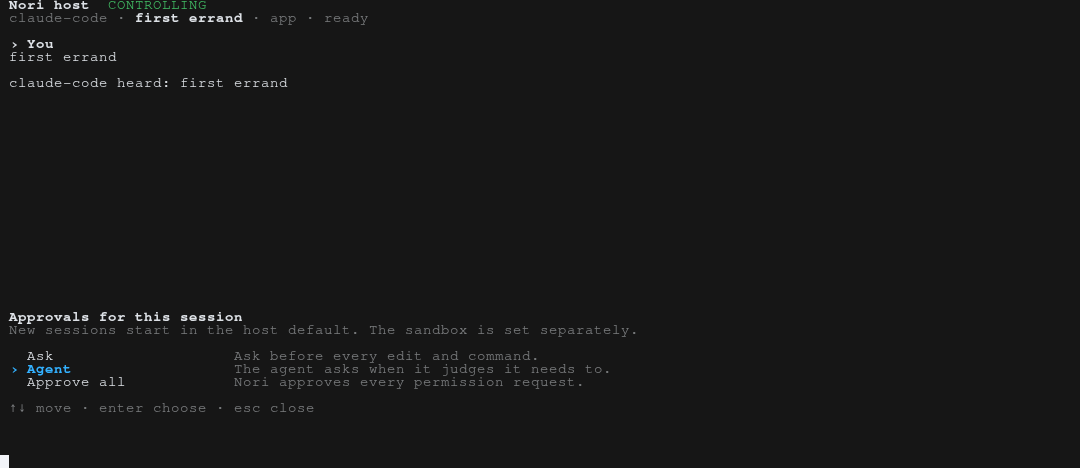 Nori host  CONTROLLING
claude-code · first errand · app · ready
› You
first errand
claude-code heard: first errand
Approvals for this session
New sessions start in the host default. The sandbox is set separately.
Ask                    Ask before every edit and command.
› Agent                  The agent asks when it judges it needs to.
Approve all            Nori approves every permission request.
↑↓ move · enter choose · esc close